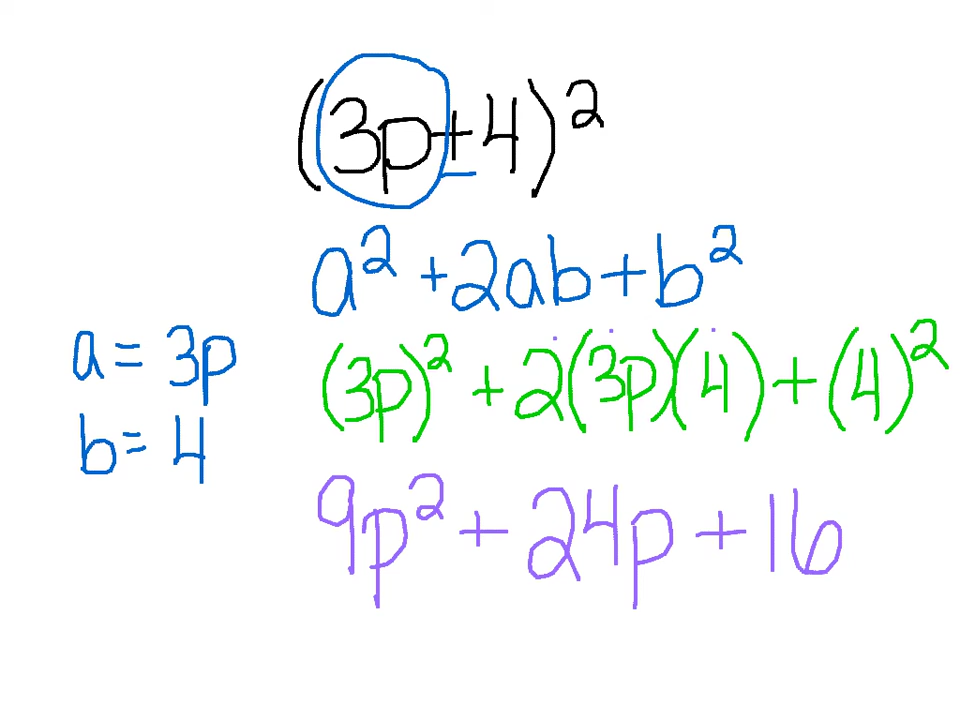 (3p+4)²
a² + 2ab + b²
a = 3p
b = 4
(3p)² + 2(3p)(4) + (4)²
9p² + 24p + 16